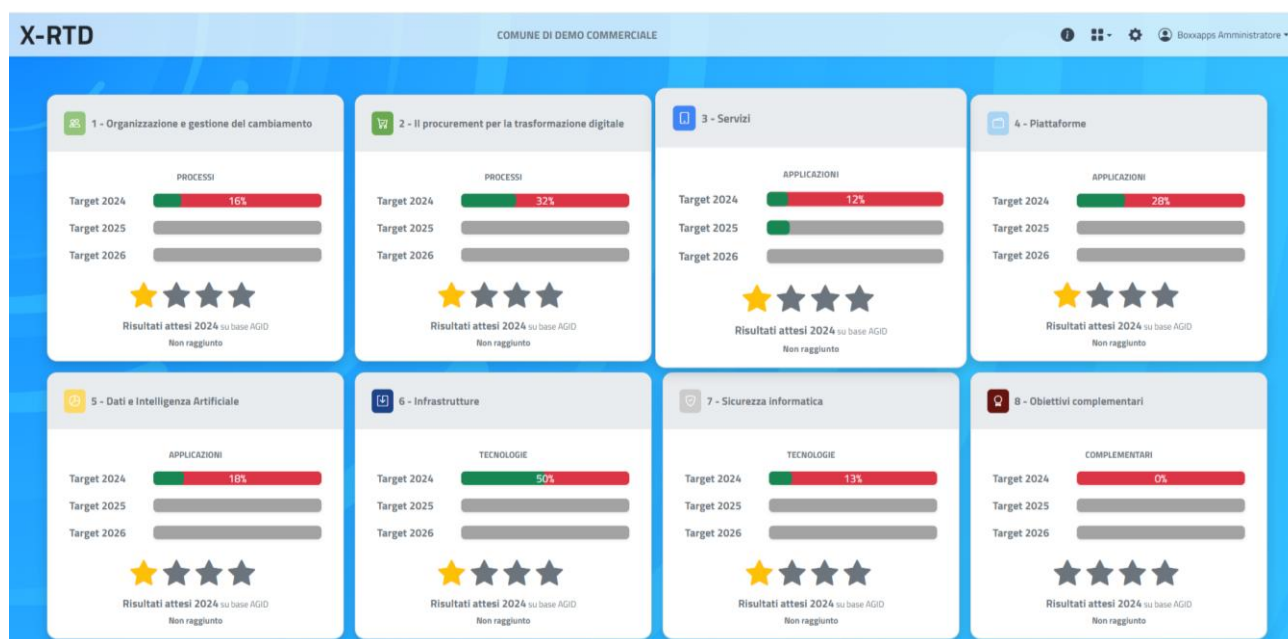 X-RTD
COMUNE DI DEMO COMMERCIALE
Boxxapps Amministratore
1 - Organizzazione e gestione del cambiamento
PROCESSI
Target 2024 16%
Target 2025
Target 2026
Risultati attesi 2024 su base AGID
Non raggiunto
2 - Il procurement per la trasformazione digitale
PROCESSI
Target 2024 32%
Target 2025
Target 2026
Risultati attesi 2024 su base AGID
Non raggiunto
3 - Servizi
APPLICAZIONI
Target 2024 12%
Target 2025
Target 2026
Risultati attesi 2024 su base AGID
Non raggiunto
4 - Piattaforme
APPLICAZIONI
Target 2024 28%
Target 2025
Target 2026
Risultati attesi 2024 su base AGID
Non raggiunto
5 - Dati e Intelligenza Artificiale
APPLICAZIONI
Target 2024 18%
Target 2025
Target 2026
Risultati attesi 2024 su base AGID
Non raggiunto
6 - Infrastrutture
TECNOLOGIE
Target 2024 50%
Target 2025
Target 2026
Risultati attesi 2024 su base AGID
Non raggiunto
7 - Sicurezza informatica
TECNOLOGIE
Target 2024 13%
Target 2025
Target 2026
Risultati attesi 2024 su base AGID
Non raggiunto
8 - Obiettivi complementari
COMPLEMENTARI
Target 2024 0%
Target 2025
Target 2026
Risultati attesi 2024 su base AGID
Non raggiunto